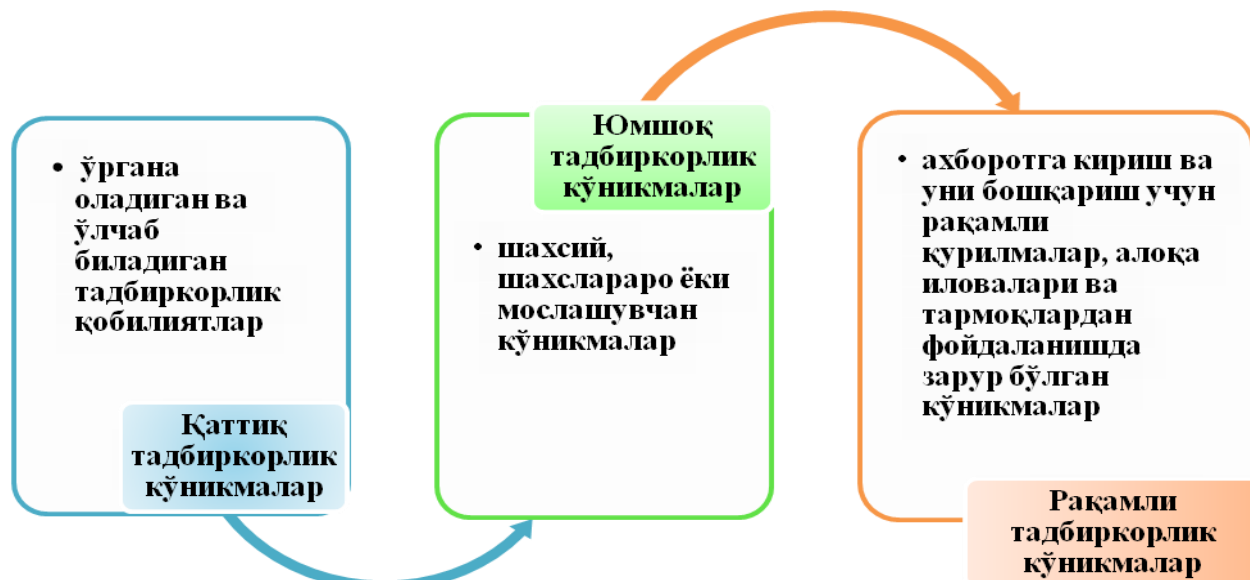 • ўргана
оладиган ва
ўлчаб
биладиган
тадбиркорлик
қобилиятлар
Қаттиқ
тадбиркорлик
кўникмалар
Юмшоқ
тадбиркорлик
кўникмалар
• шахсий,
шахслараро ёки
мослашувчан
кўникмалар
• ахборотга кириш ва
уни бошқариш учун
рақамли
қурилмалар, алоқа
иловалари ва
тармоқлардан
фойдаланишда
зарур бўлган
кўникмалар
Рақамли
тадбиркорлик
кўникмалар